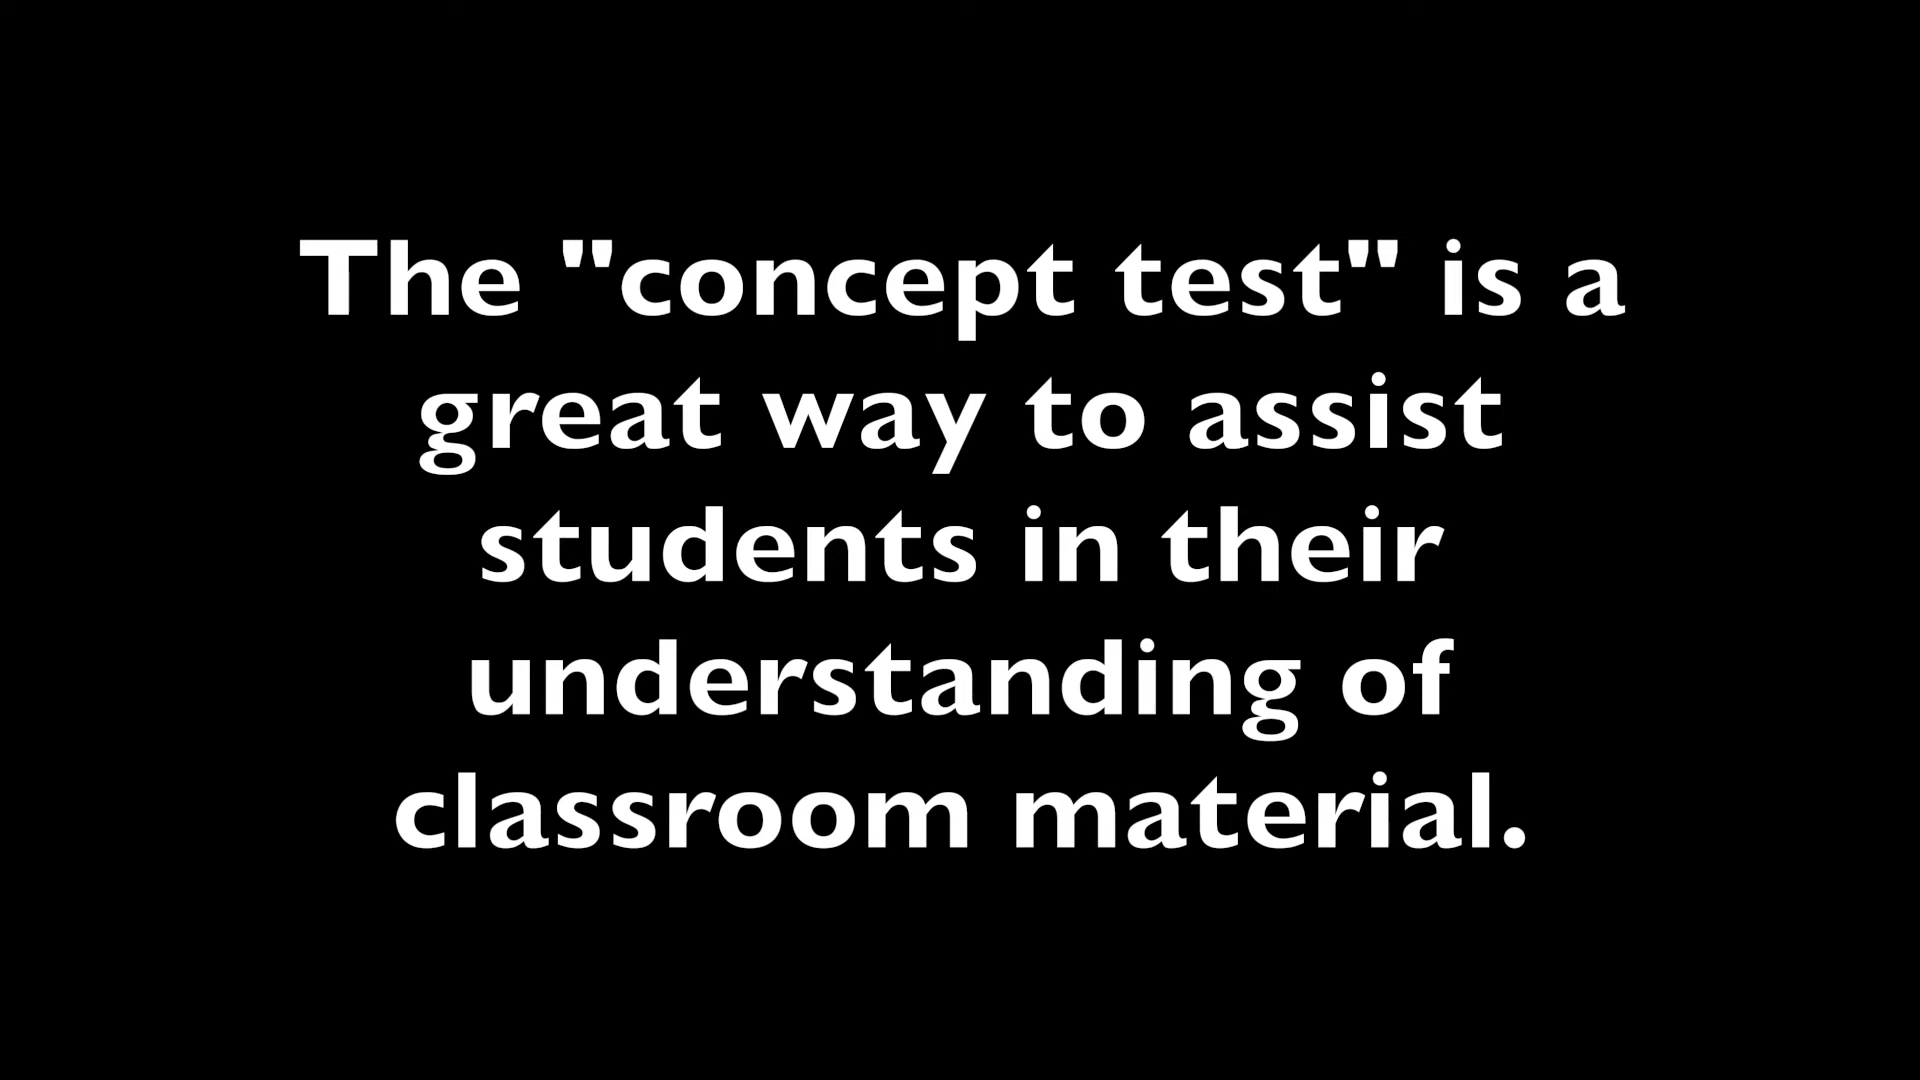 The "concept test" is a
great way to assist
students in their
understanding of
classroom material.